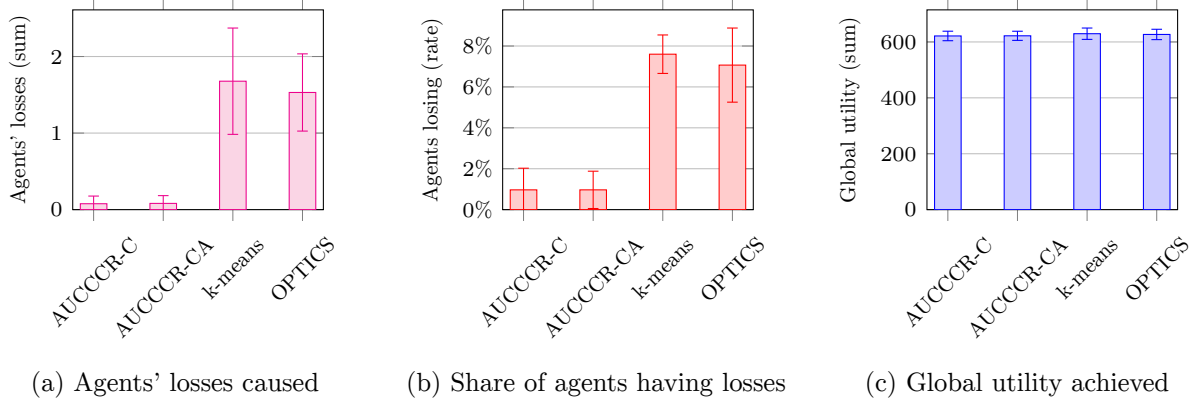 Agents' losses (sum)
2
1
0
AUCCCR-C
AUCCCR-CA
k-means
OPTICS
(a) Agents' losses caused
Agents losing (rate)
8%
6%
4%
2%
0%
AUCCCR-C
AUCCCR-CA
k-means
OPTICS
(b) Share of agents having losses
Global utility (sum)
600
400
200
0
AUCCCR-C
AUCCCR-CA
k-means
OPTICS
(c) Global utility achieved